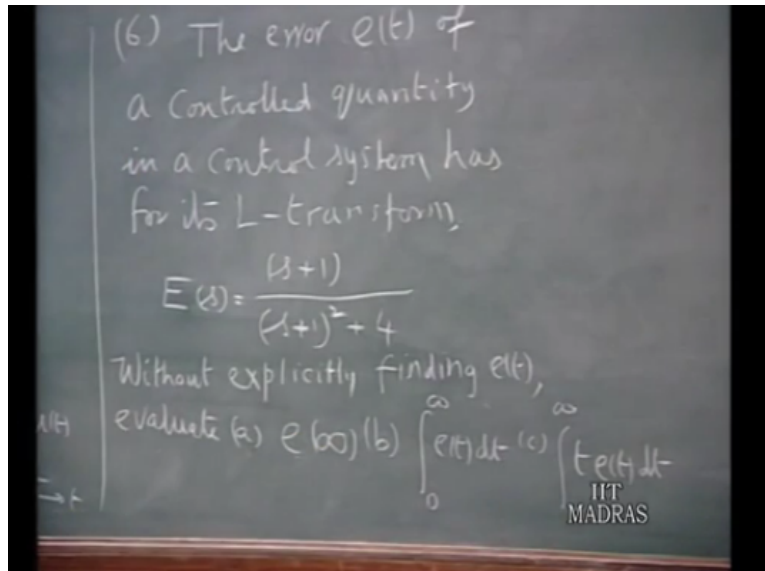 (6) The error e(t) of
a controlled quantity
in a control system has
for its L-transform
E(s) = (s+1) / (s+1)² + 4
Without explicitly finding e(t),
evaluate (a) e(∞) (b) ∫₀^∞ e(t) dt (c) ∫^∞ t e(t) dt
IIT
MADRAS